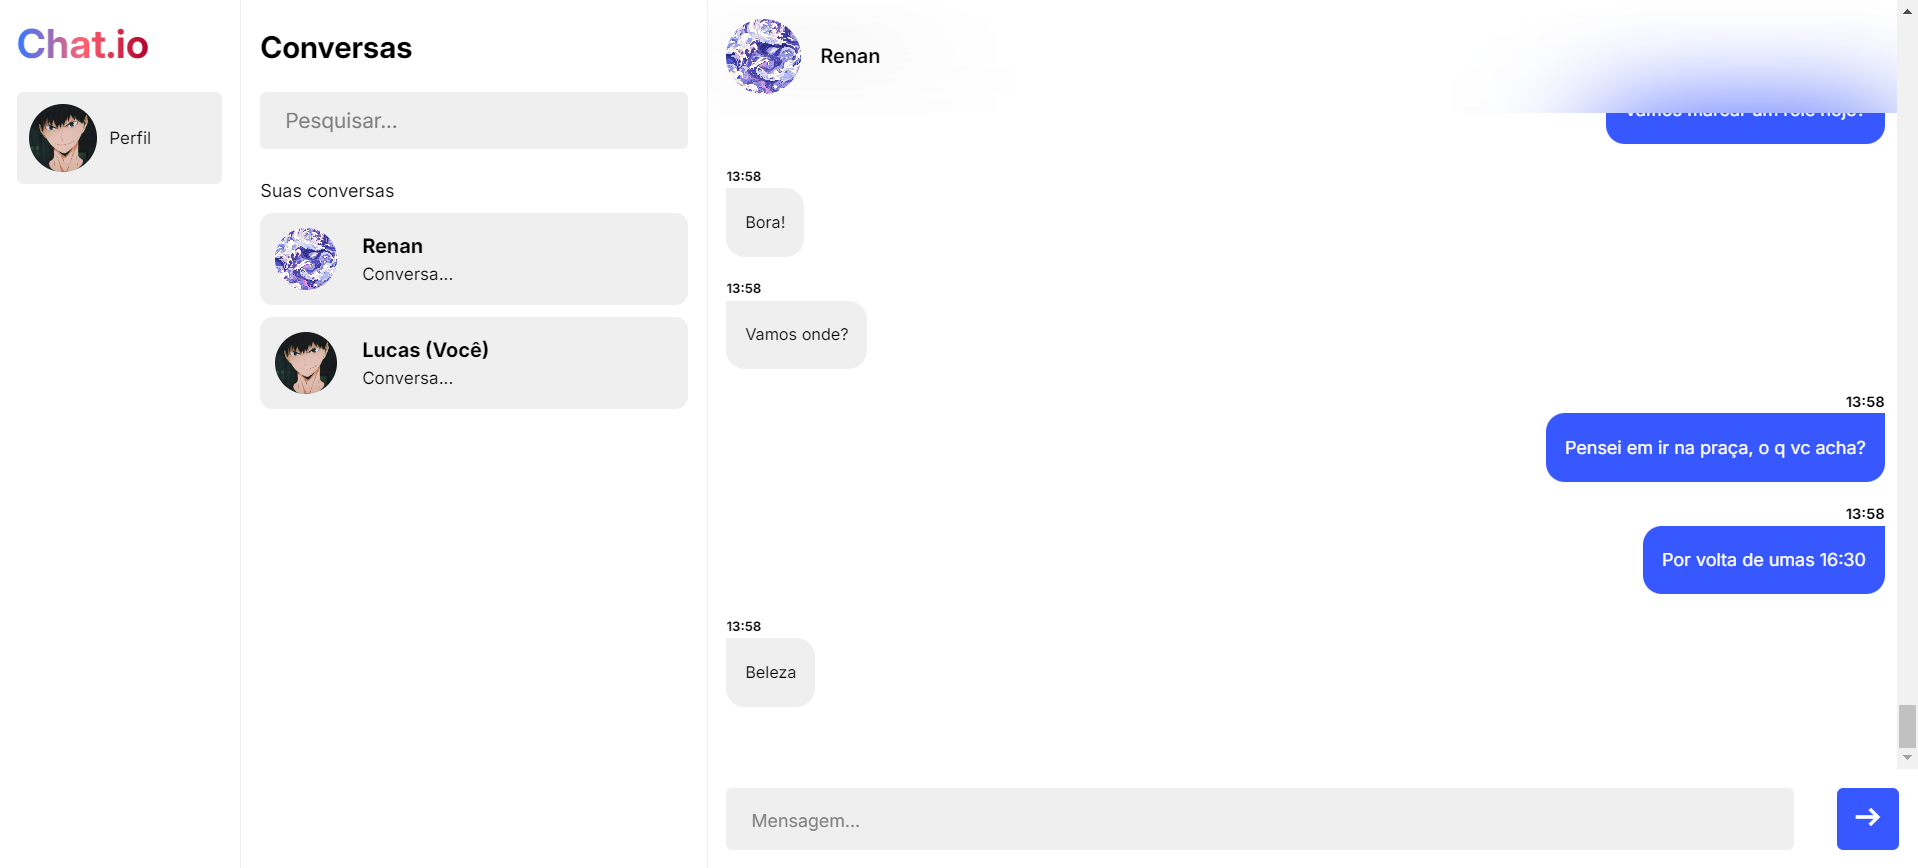 Chat.io
Perfil
Conversas
Pesquisar...
Suas conversas
Renan
Conversa...
Lucas (Você)
Conversa...
Renan
13:58
Bora!
13:58
Vamos onde?
13:58
Pensei em ir na praça, o q vc acha?
13:58
Por volta de umas 16:30
13:58
Beleza
Mensagem...